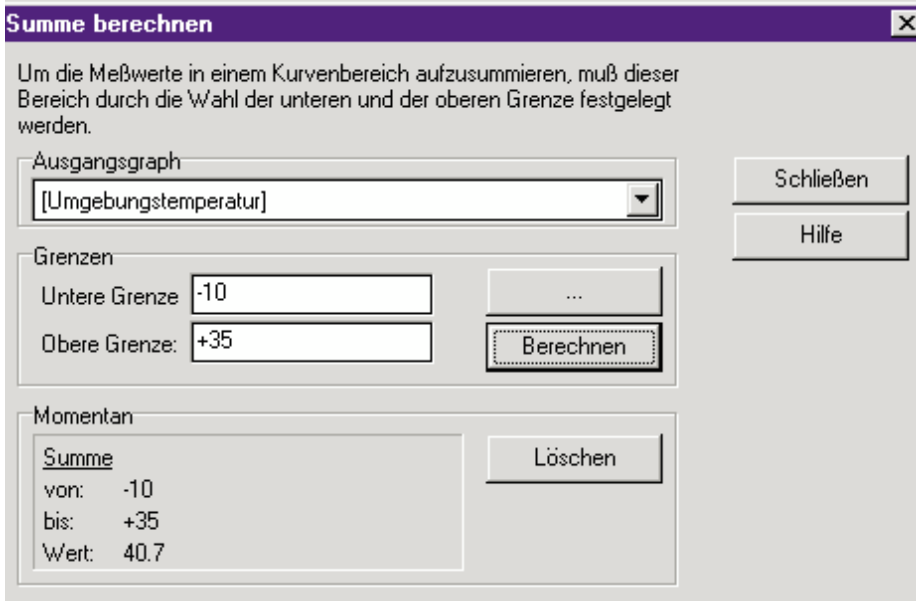 Summe berechnen
Um die Meßwerte in einem Kurvenbereich aufzusummieren, muß dieser
Bereich durch die Wahl der unteren und der oberen Grenze festgelegt
werden.
Ausgangsgraph
[Umgebungstemperatur]
Schließen
Hilfe
Grenzen
Untere Grenze -10 ...
Obere Grenze: +35 Berechnen
Momentan
Summe Löschen
von: -10
bis: +35
Wert: 40.7